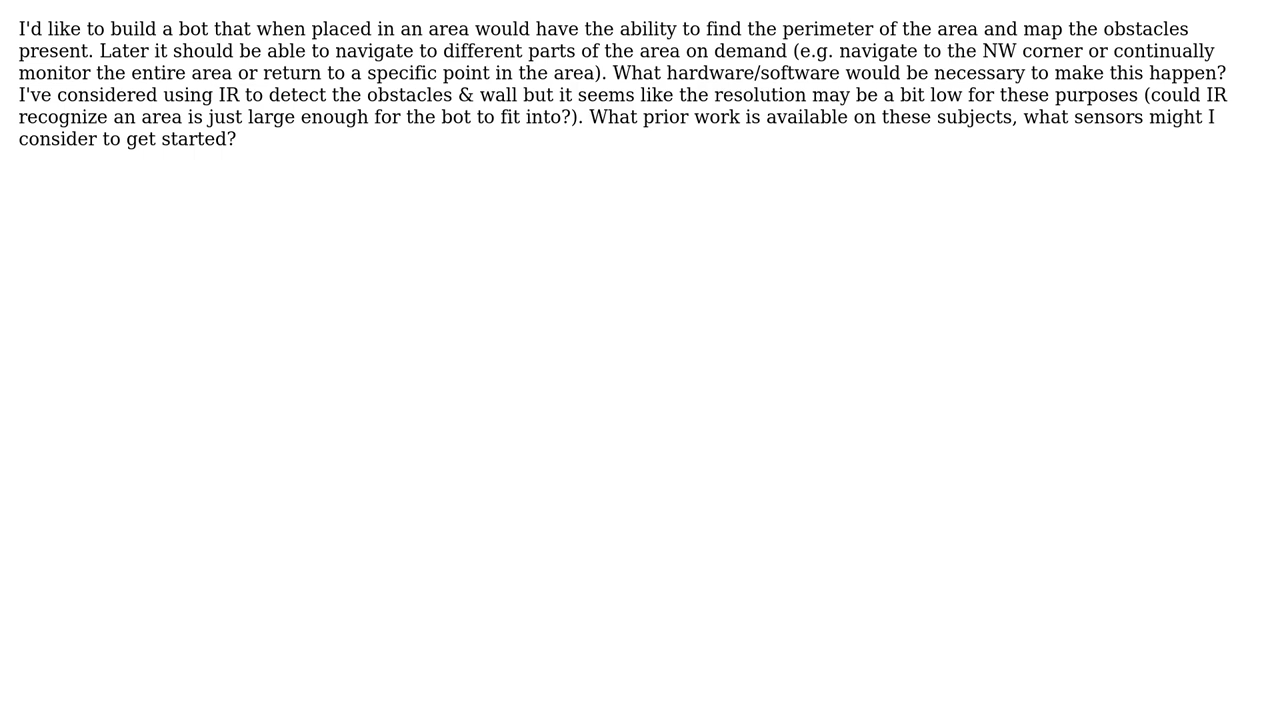 I'd like to build a bot that when placed in an area would have the ability to find the perimeter of the area and map the obstacles
present. Later it should be able to navigate to different parts of the area on demand (e.g. navigate to the NW corner or continually
monitor the entire area or return to a specific point in the area). What hardware/software would be necessary to make this happen?
I've considered using IR to detect the obstacles & wall but it seems like the resolution may be a bit low for these purposes (could IR
recognize an area is just large enough for the bot to fit into?). What prior work is available on these subjects, what sensors might I
consider to get started?